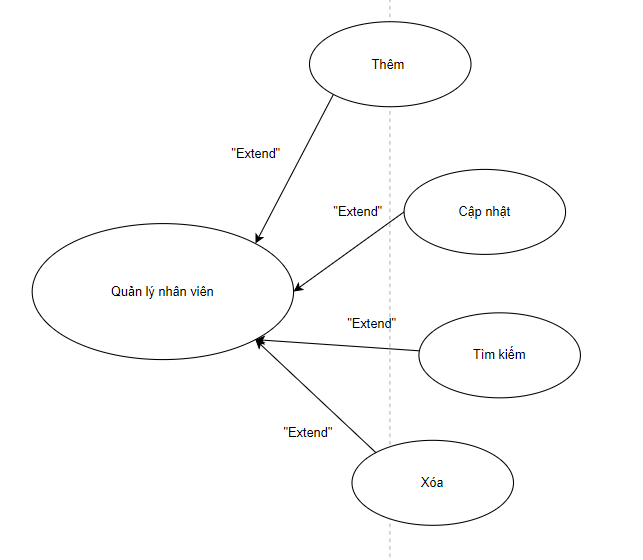 Thêm
"Extend"
"Extend"
Cập nhật
Quản lý nhân viên
"Extend"
Tìm kiếm
"Extend"
Xóa